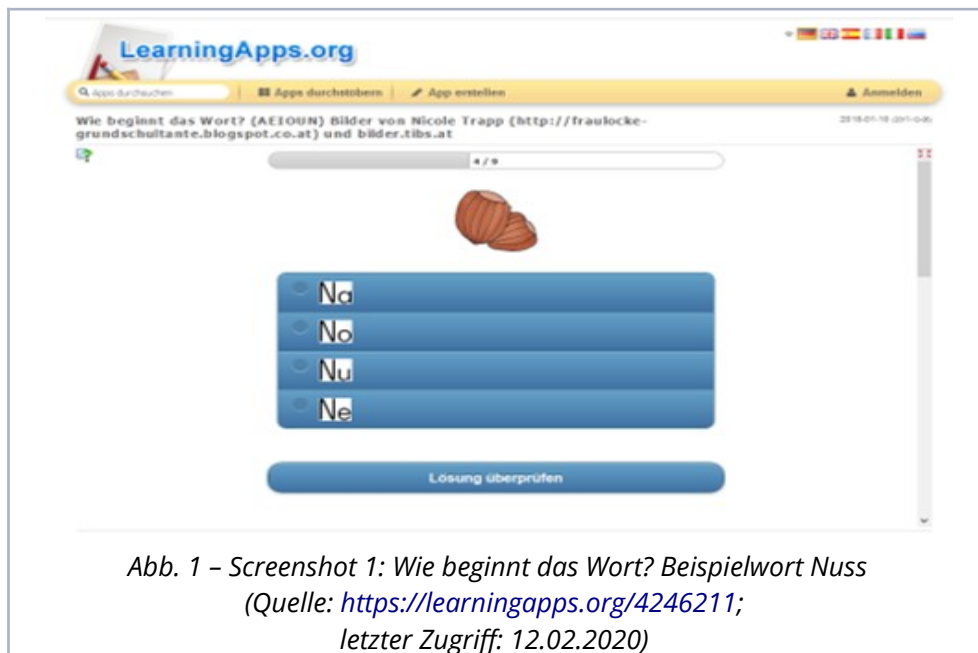 LearningApps.org
Apps durchsuchen
Apps durchstöbern
App erstellen
Anmelden
Wie beginnt das Wort? (AEIOUN) Bilder von Nicole Trapp (http://fraulocke-
grundschultante.blogspot.co.at) und bilder.tibs.at
4 / 9
Na
No
Nu
Ne
Lösung überprüfen
Abb. 1 – Screenshot 1: Wie beginnt das Wort? Beispielwort Nuss
(Quelle: https://learningapps.org/4246211;
letzter Zugriff: 12.02.2020)